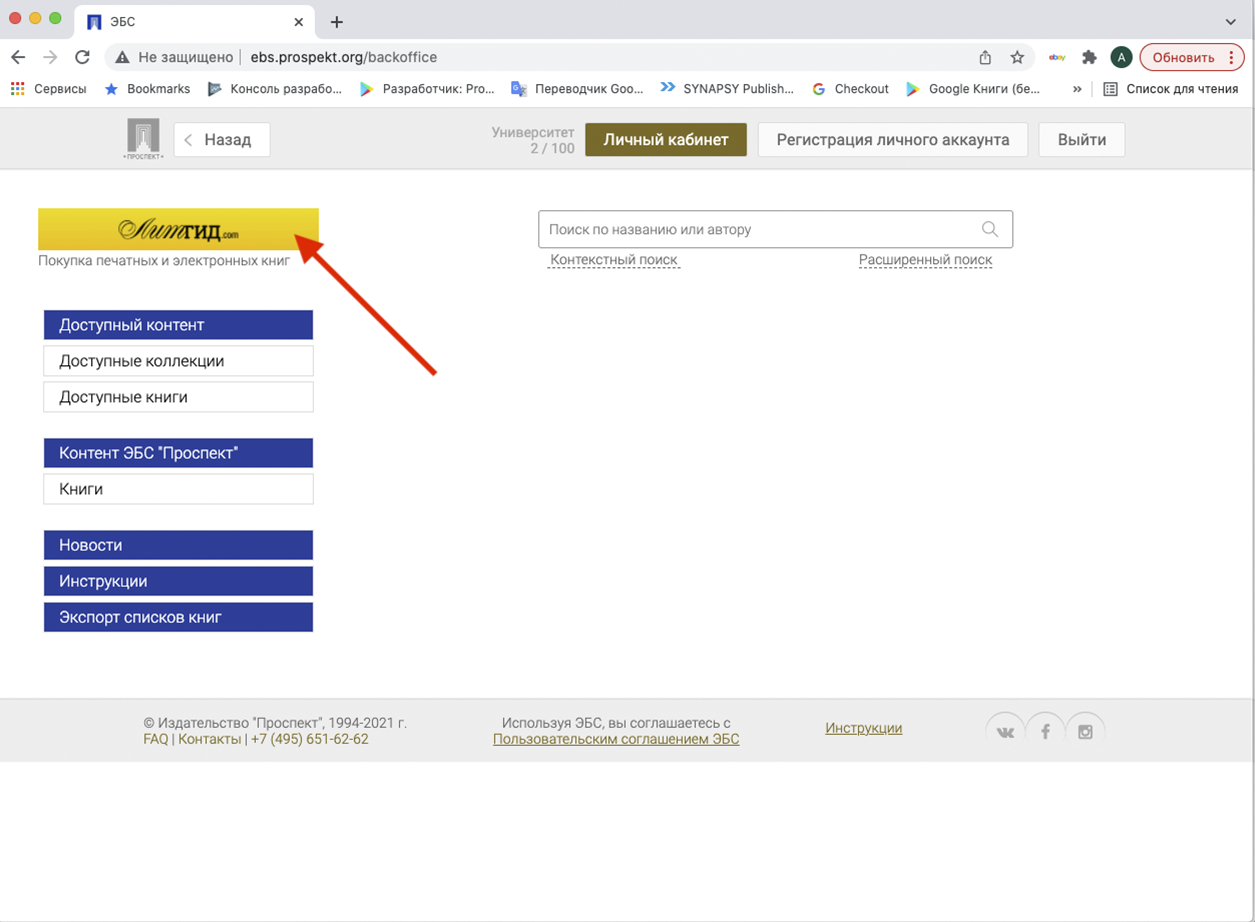 ЭБС
Не защищено
ebs.prospekt.org/backoffice
ebay
A
Обновить
Сервисы
Bookmarks
Консоль разрабо...
Разработчик: Pro...
Переводчик Goo...
SYNAPSY Publish...
Checkout
Google Книги (бе...
»
Список для чтения
•ПРОСПЕКТ•
Назад
Университет
2 / 100
Личный кабинет
Регистрация личного аккаунта
Выйти
Литгид.com
Покупка печатных и электронных книг
Поиск по названию или автору
Контекстный поиск
Расширенный поиск
Доступный контент
Доступные коллекции
Доступные книги
Контент ЭБС "Проспект"
Книги
Новости
Инструкции
Экспорт списков книг
© Издательство "Проспект", 1994-2021 г.
FAQ | Контакты | +7 (495) 651-62-62
Используя ЭБС, вы соглашаетесь с
Пользовательским соглашением ЭБС
Инструкции